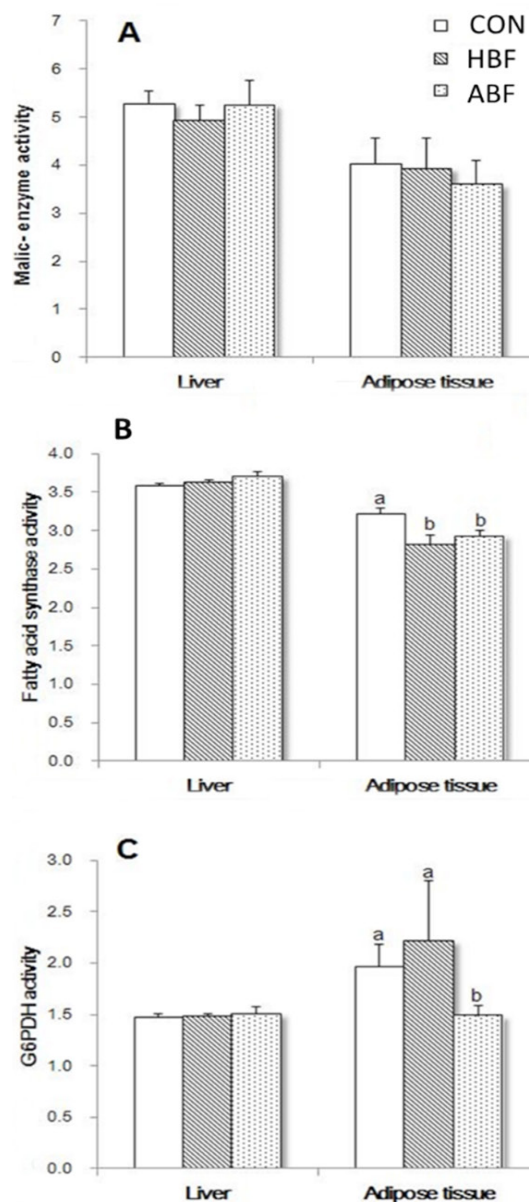 A
CON
HBF
ABF
Malic- enzyme activity
7
6
5
4
3
2
1
0
Liver Adipose tissue
B
Fatty acid synthase activity
4.0
3.5
3.0
2.5
2.0
1.5
1.0
0.5
0.0
a
b b
Liver Adipose tissue
C
G6PDH activity
3.0
2.5
2.0
1.5
1.0
0.5
0.0
a
a
b
Liver Adipose tissue